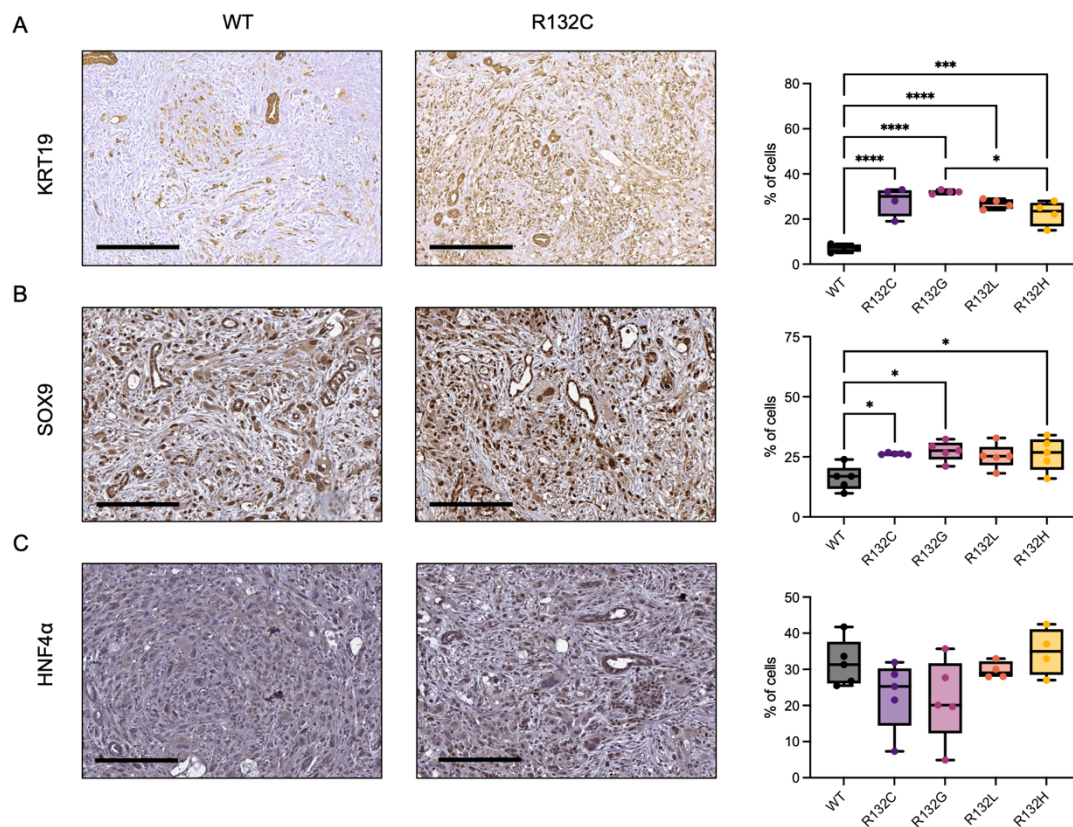 WT
R132C
A
KRT19
% of cells
80
60
40
20
0
***
****
****
****
*
WT
R132C
R132G
R132L
R132H
B
SOX9
% of cells
75
50
25
0
*
*
*
WT
R132C
R132G
R132L
R132H
C
HNF4α
% of cells
50
40
30
20
10
0
WT
R132C
R132G
R132L
R132H